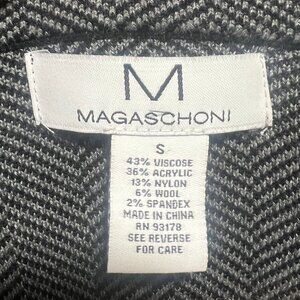 M
MAGASCHONI
S
43% VISCOSE
36% ACRYLIC
13% NYLON
6% WOOL
2% SPANDEX
MADE IN CHINA
RN 93178
SEE REVERSE
FOR CARE